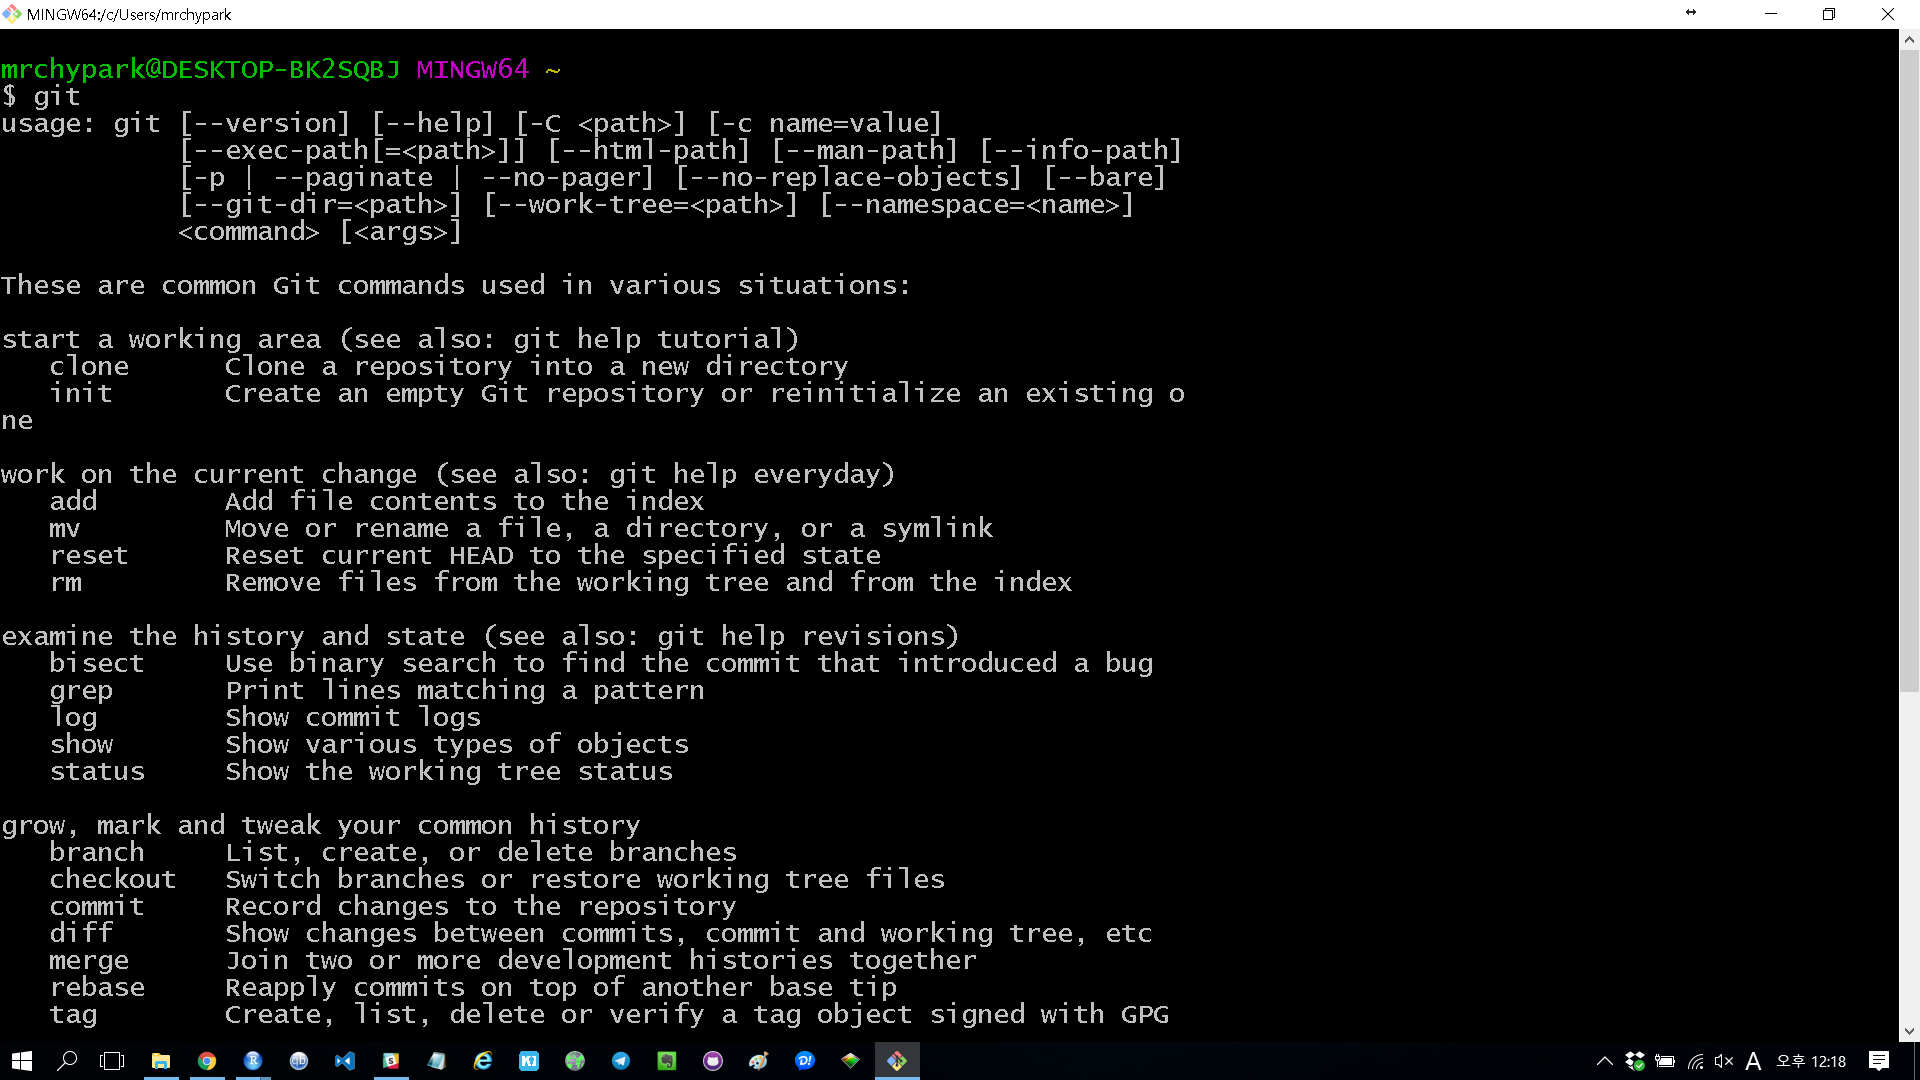 MINGW64:/c/Users/mrchypark
mrchypark@DESKTOP-BK2SQBJ MINGW64 ~
$ git
usage: git [--version] [--help] [-C <path>] [-c name=value]
           [--exec-path[=<path>]] [--html-path] [--man-path] [--info-path]
           [-p | --paginate | --no-pager] [--no-replace-objects] [--bare]
           [--git-dir=<path>] [--work-tree=<path>] [--namespace=<name>]
           <command> [<args>]
These are common Git commands used in various situations:
start a working area (see also: git help tutorial)
   clone      Clone a repository into a new directory
   init       Create an empty Git repository or reinitialize an existing o
ne
work on the current change (see also: git help everyday)
   add        Add file contents to the index
   mv         Move or rename a file, a directory, or a symlink
   reset      Reset current HEAD to the specified state
   rm         Remove files from the working tree and from the index
examine the history and state (see also: git help revisions)
   bisect     Use binary search to find the commit that introduced a bug
   grep       Print lines matching a pattern
   log        Show commit logs
   show       Show various types of objects
   status     Show the working tree status
grow, mark and tweak your common history
   branch     List, create, or delete branches
   checkout   Switch branches or restore working tree files
   commit     Record changes to the repository
   diff       Show changes between commits, commit and working tree, etc
   merge      Join two or more development histories together
   rebase     Reapply commits on top of another base tip
   tag        Create, list, delete or verify a tag object signed with GPG
A 오후 12:18